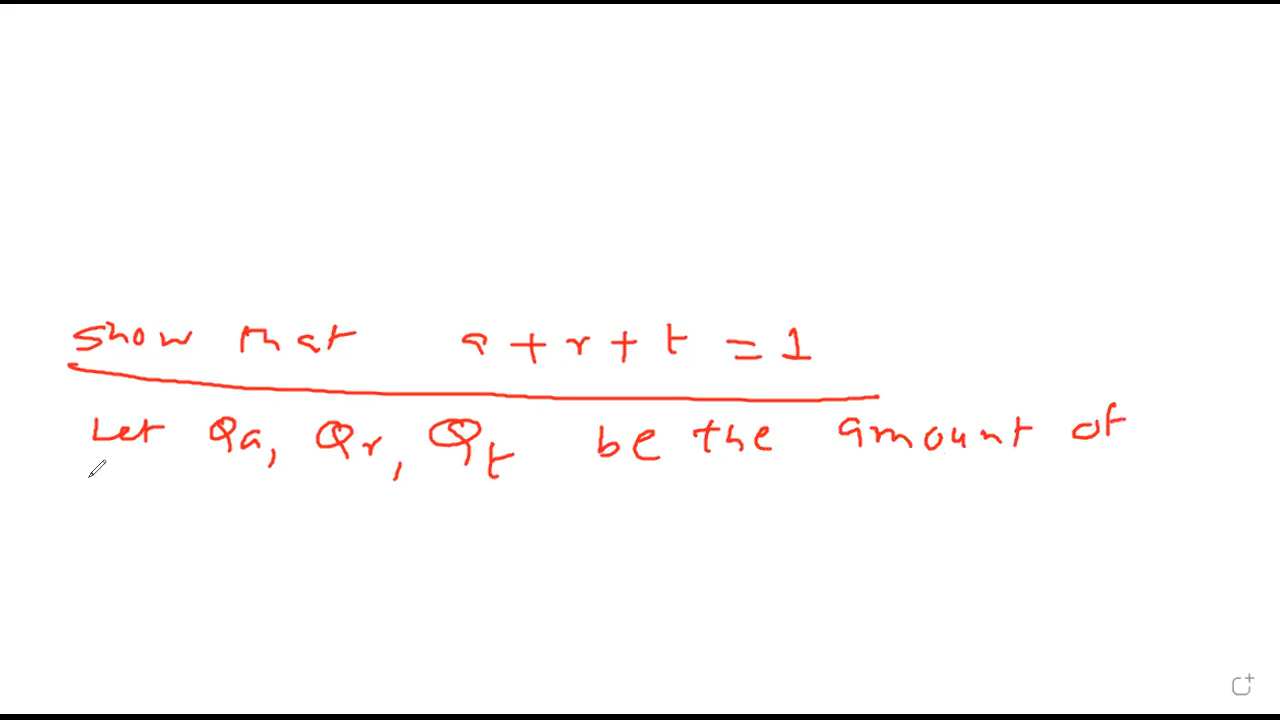 show that a + r + t = 1
Let Qa, Qr, Qt be the amount of